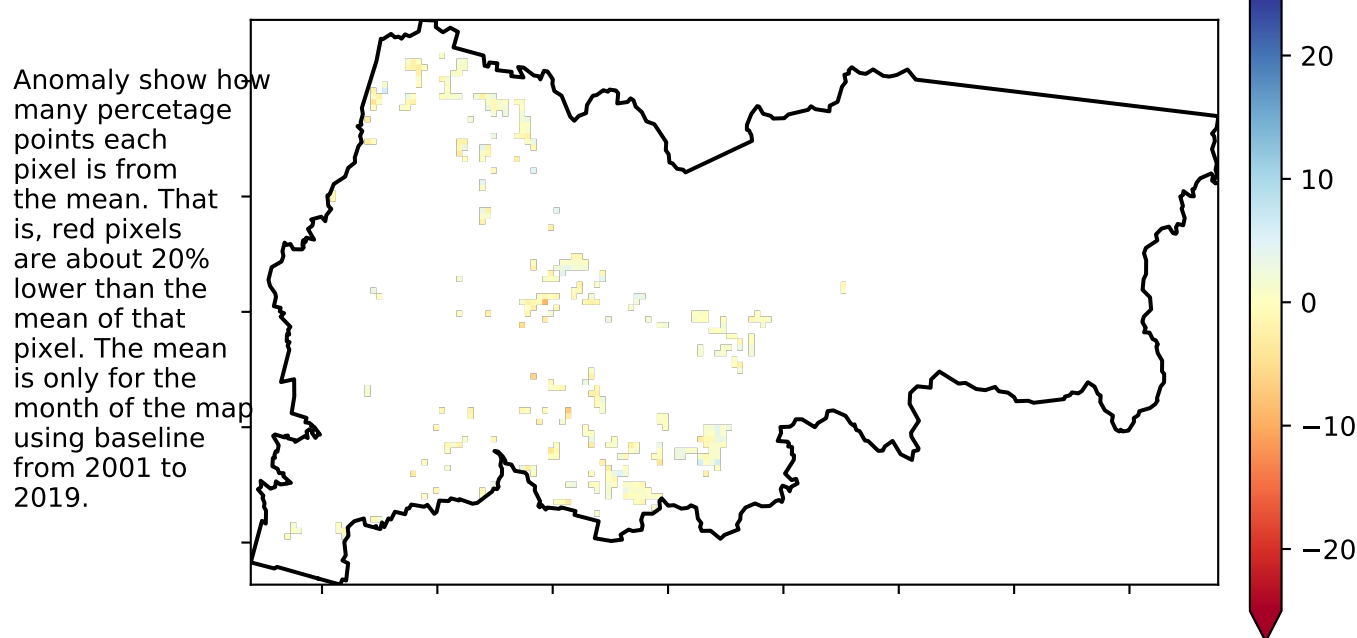 Anomaly show how
many percetage
points each
pixel is from
the mean. That
is, red pixels
are about 20%
lower than the
mean of that
pixel. The mean
is only for the
month of the map
using baseline
from 2001 to
2019.
20
10
0
−10
−20